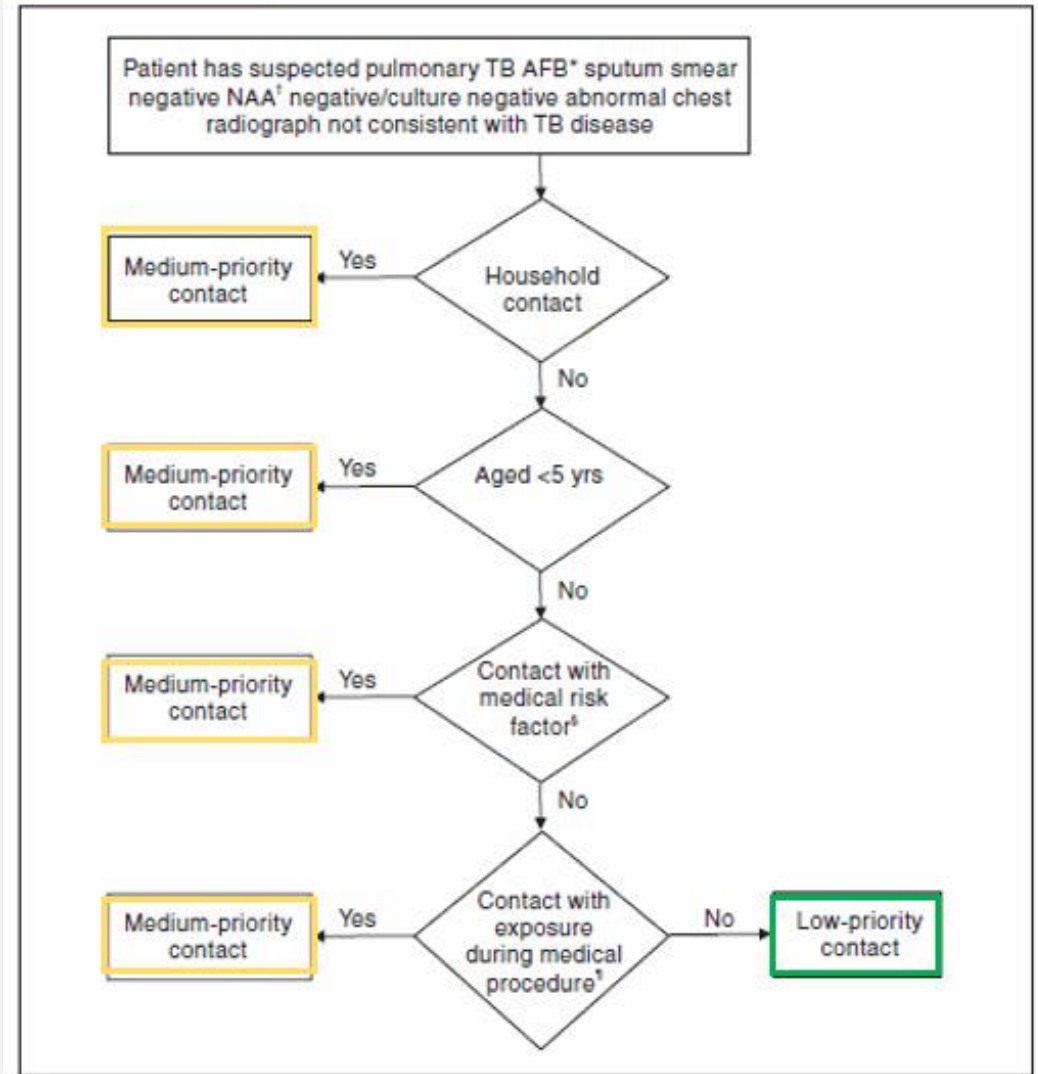 Patient has suspected pulmonary TB AFB* sputum smear
negative NAA† negative/culture negative abnormal chest
radiograph not consistent with TB disease
Household
contact
Yes
Medium-priority
contact
No
Aged <5 yrs
Yes
Medium-priority
contact
No
Contact with
medical risk
factor§
Yes
Medium-priority
contact
No
Contact with
exposure
during medical
procedure¶
Yes
Medium-priority
contact
No
Low-priority
contact